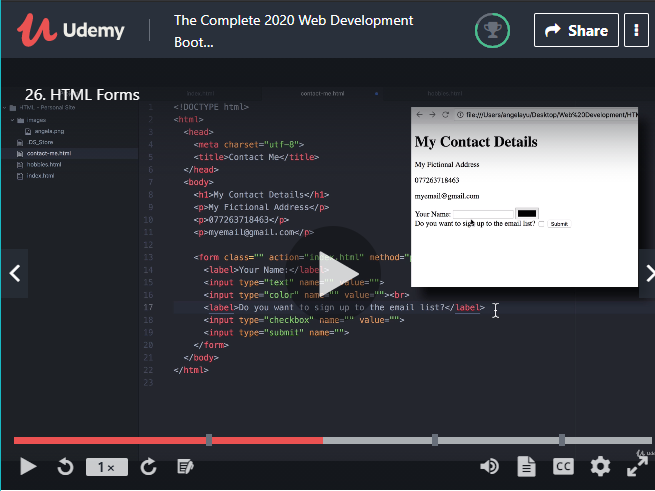 Udemy
The Complete 2020 Web Development
Boot...
Share
26. HTML Forms
index.html
contact-me.html
hobbies.html
HTML - Personal Site
images
angela.png
.DS_Store
contact-me.html
hobbies.html
index.html
1 <!DOCTYPE html>
2 <html>
3 <head>
4 <meta charset="utf-8">
5 <title>Contact Me</title>
6 </head>
7 <body>
8 <h1>My Contact Details</h1>
9 <p>My Fictional Address</p>
10 <p>077263718463</p>
11 <p>myemail@gmail.com</p>
12
13 <form class="" action="index.html" method="p
14 <label>Your Name:</label>
15 <input type="text" name="" value="">
16 <input type="color" name="" value=""><br>
17 <label>Do you want to sign up to the email list?</label>
18 <input type="checkbox" name="" value="">
19 <input type="submit" name="">
20 </form>
21 </body>
22 </html>
23
file:///Users/angelayu/Desktop/Web%20Development/HTM
My Contact Details
My Fictional Address
077263718463
myemail@gmail.com
Your Name:
Do you want to sign up to the email list?
Submit
1×
CC